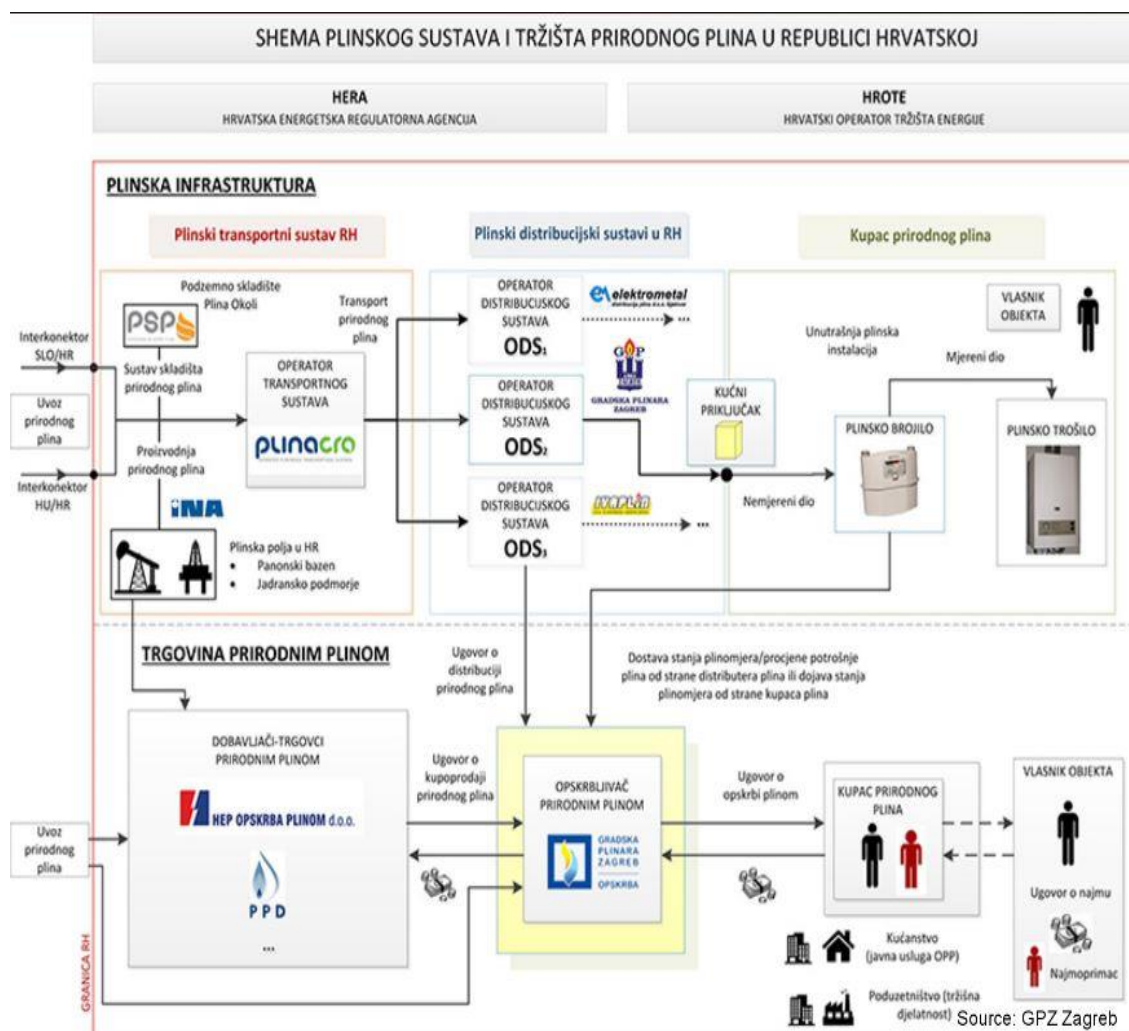 SHEMA PLINSKOG SUSTAVA I TRŽIŠTA PRIRODNOG PLINA U REPUBLICI HRVATSKOJ
HERA
HRVATSKA ENERGETSKA REGULATORNA AGENCIJA
HROTE
HRVATSKI OPERATOR TRŽIŠTA ENERGIJE
PLINSKA INFRASTRUKTURA
Plinski transportni sustav RH
Plinski distribucijski sustavi u RH
Kupac prirodnog plina
Podzemno skladište
Plina Okoli
PSP
Sustav skladišta
prirodnog plina
Interkonektor
SLO/HR
Uvoz
prirodnog
plina
Interkonektor
HU/HR
Proizvodnja
prirodnog plina
INA
Plinska polja u HR
• Panonski bazen
• Jadransko podmorje
OPERATOR
TRANSPORTNOG
SUSTAVA
plinacro
Transport
prirodnog
plina
OPERATOR
DISTRIBUCIJSKOG
SUSTAVA
ODS1
elektrometal
...
OPERATOR
DISTRIBUCIJSKOG
SUSTAVA
ODS2
GRADSKA PLINARA
ZAGREB
OPERATOR
DISTRIBUCIJSKOG
SUSTAVA
ODS3
IVAPLIN
...
KUĆNI
PRIKLJUČAK
Nemjereni dio
Unutrašnja plinska
instalacija
PLINSKO BROJILO
Mjereni dio
VLASNIK
OBJEKTA
PLINSKO TROŠILO
TRGOVINA PRIRODNIM PLINOM
Ugovor o
distribuciji
prirodnog plina
Dostava stanja plinomjera/procjene potrošnje
plina od strane distributera plina ili dojava stanja
plinomjera od strane kupaca plina
Uvoz
prirodnog
plina
GRANICA RH
DOBAVLJAČI-TRGOVCI
PRIRODNIM PLINOM
HEP OPSKRBA PLINOM d.o.o.
PPD
...
Ugovor o
kupoprodaji
prirodnog plina
OPSKRBLJIVAČ
PRIRODNIM PLINOM
GRADSKA
PLINARA
ZAGREB
OPSKRBA
Ugovor o
opskrbi plinom
KUPAC PRIRODNOG
PLINA
VLASNIK OBJEKTA
Ugovor o najmu
Najmoprimac
Kućanstvo
(javna usluga OPP)
Poduzetništvo (tržišna
djelatnost)
Source: GPZ Zagreb